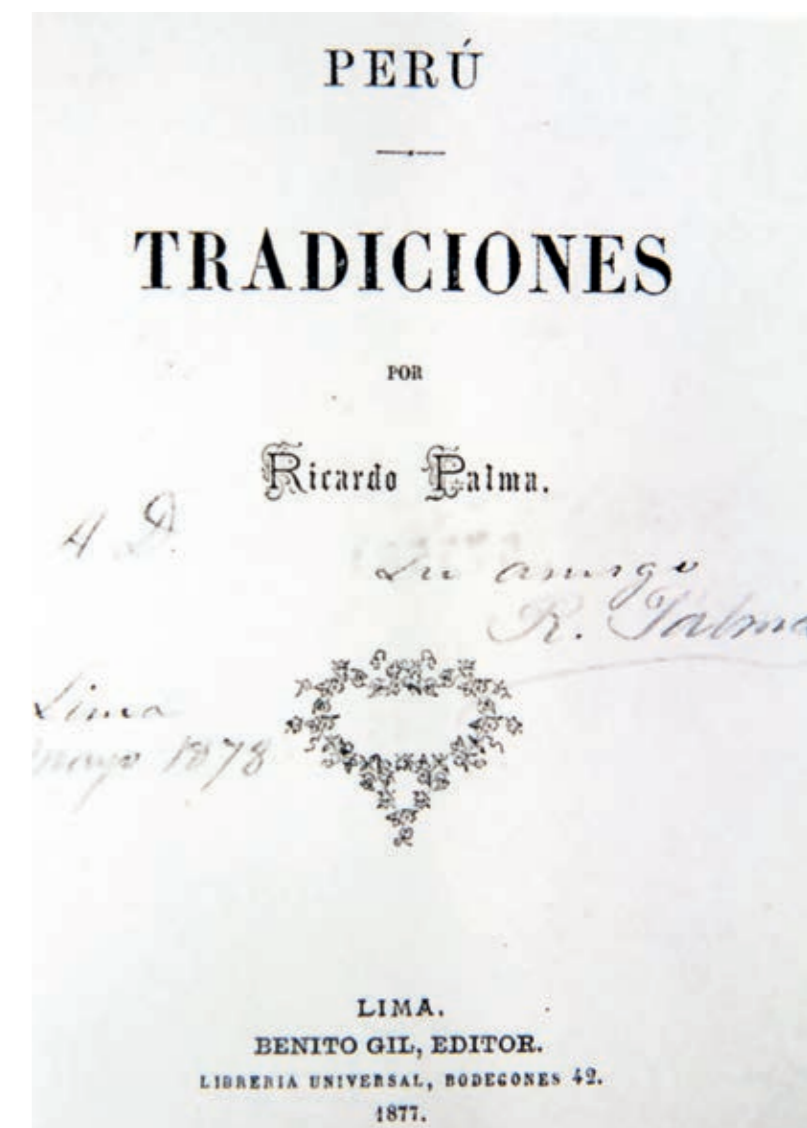 PERÚ
TRADICIONES
POR
Ricardo Palma.
A D.
su amigo
R. Palma
Lima
mayo 1878
LIMA.
BENITO GIL, EDITOR.
LIBRERIA UNIVERSAL, BODEGONES 42.
1877.